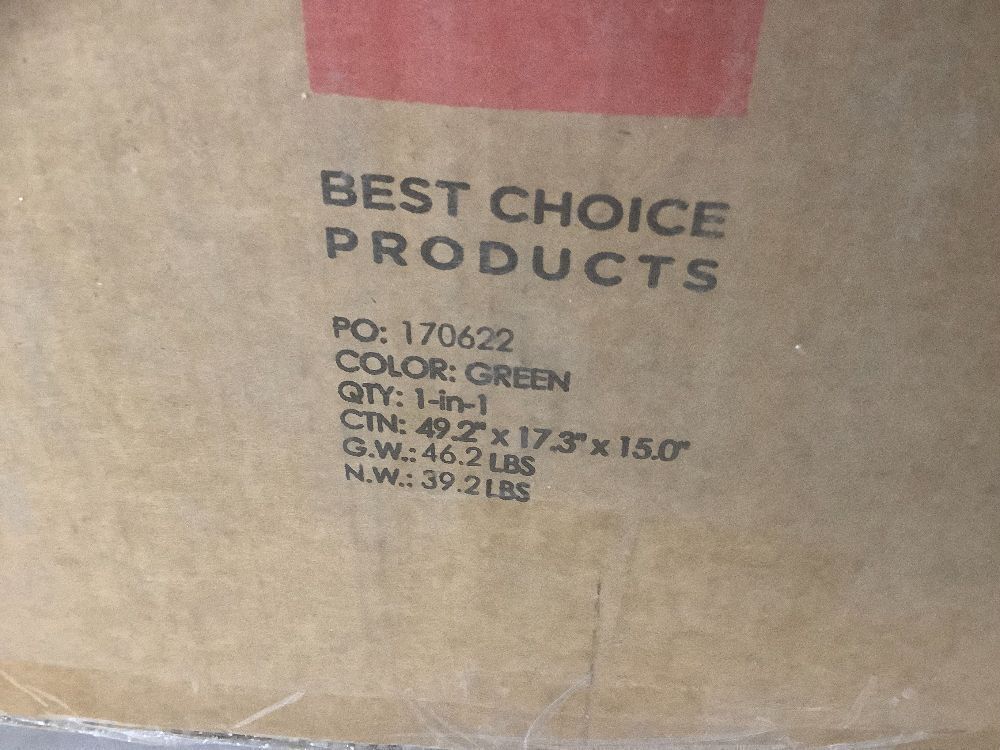 BEST CHOICE
PRODUCTS
PO: 170622
COLOR: GREEN
QTY: 1-in-1
CTN: 49.2" x 17.3" x 15.0"
G.W.: 46.2 LBS
N.W.: 39.2 LBS